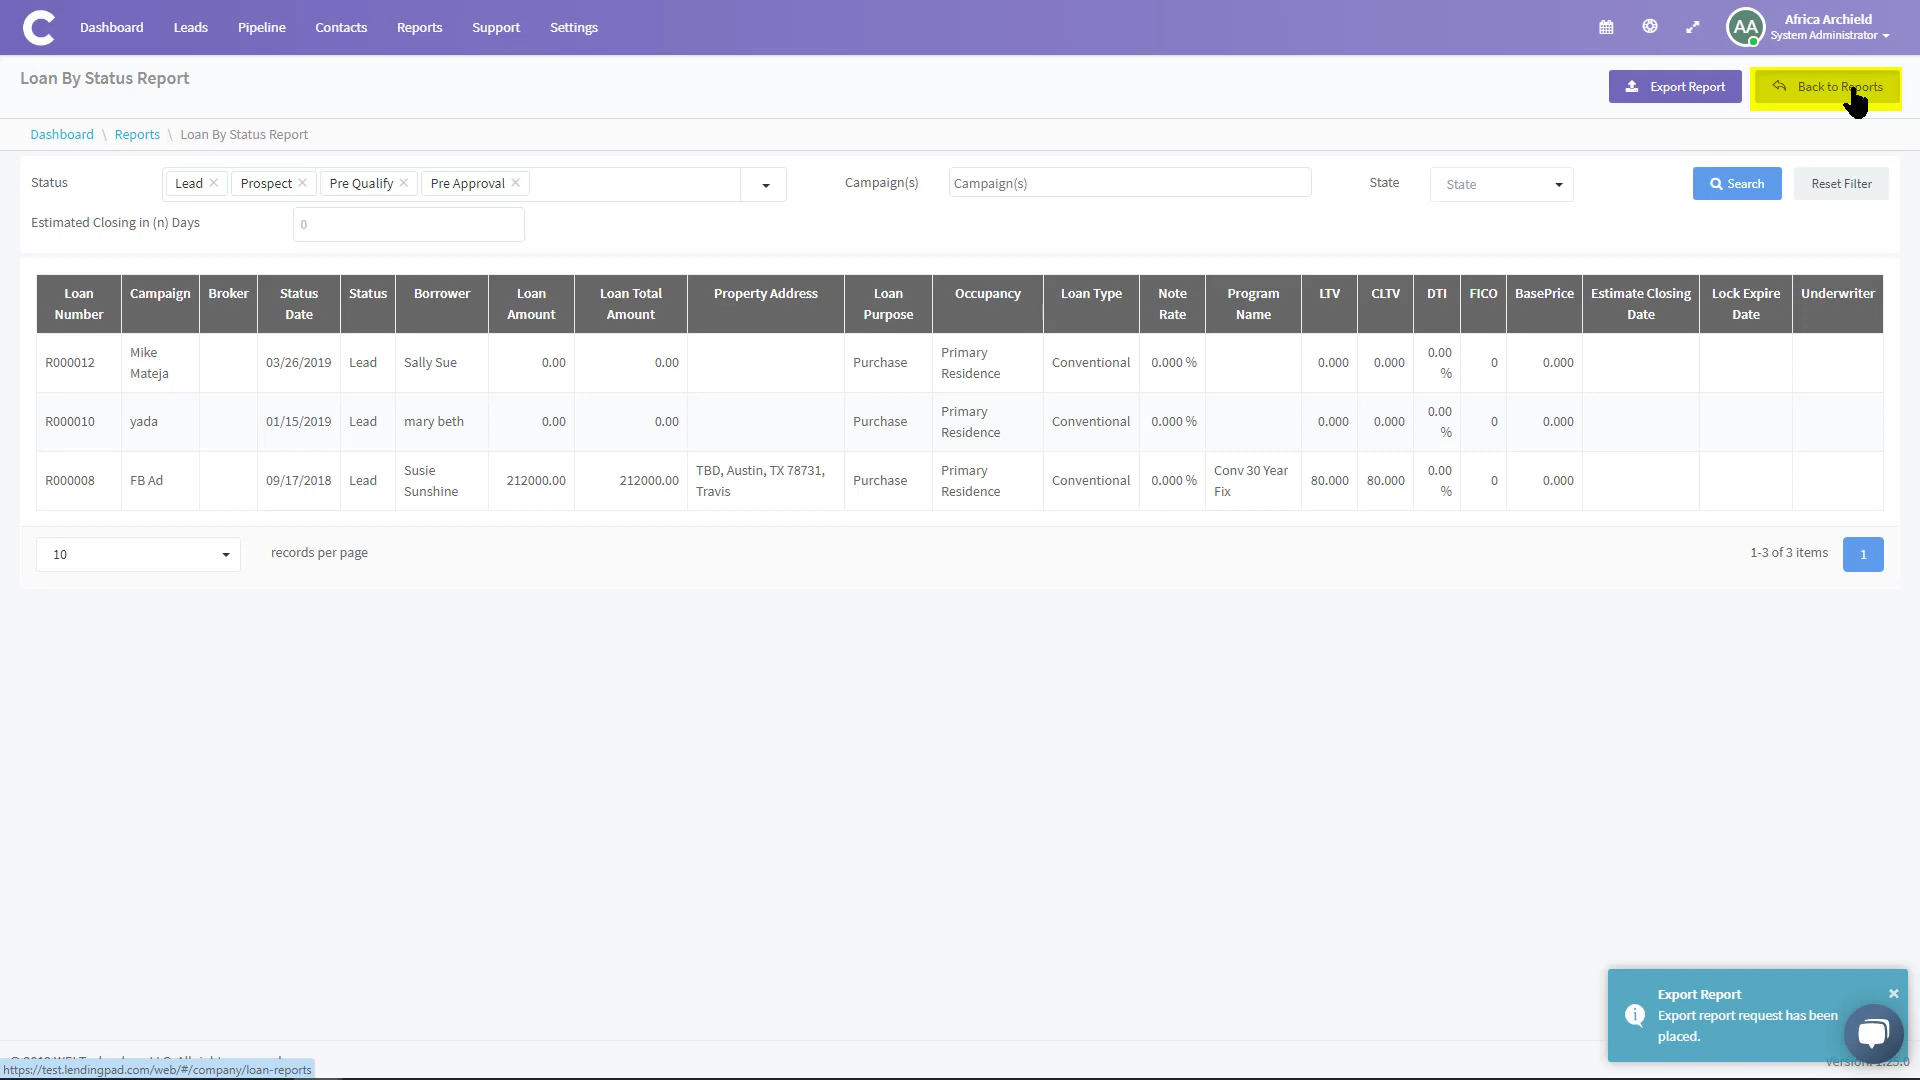 Dashboard Leads Pipeline Contacts Reports Support Settings
AA Africa Archield
System Administrator
Loan By Status Report
Export Report Back to Reports
Dashboard \ Reports \ Loan By Status Report
Status Lead × Prospect × Pre Qualify × Pre Approval × Campaign(s) Campaign(s) State State Search Reset Filter
Estimated Closing in (n) Days 0
Loan Number Campaign Broker Status Date Status Borrower Loan Amount Loan Total Amount Property Address Loan Purpose Occupancy Loan Type Note Rate Program Name LTV CLTV DTI FICO BasePrice Estimate Closing Date Lock Expire Date Underwriter
R000012 Mike Mateja 03/26/2019 Lead Sally Sue 0.00 0.00 Purchase Primary Residence Conventional 0.000 % 0.000 0.000 0.00 % 0 0.000
R000010 yada 01/15/2019 Lead mary beth 0.00 0.00 Purchase Primary Residence Conventional 0.000 % 0.000 0.000 0.00 % 0 0.000
R000008 FB Ad 09/17/2018 Lead Susie Sunshine 212000.00 212000.00 TBD, Austin, TX 78731, Travis Purchase Primary Residence Conventional 0.000 % Conv 30 Year Fix 80.000 80.000 0.00 % 0 0.000
10 records per page 1-3 of 3 items 1
Export Report ×
Export report request has been
placed.
https://test.lendingpad.com/web/#/company/loan-reports